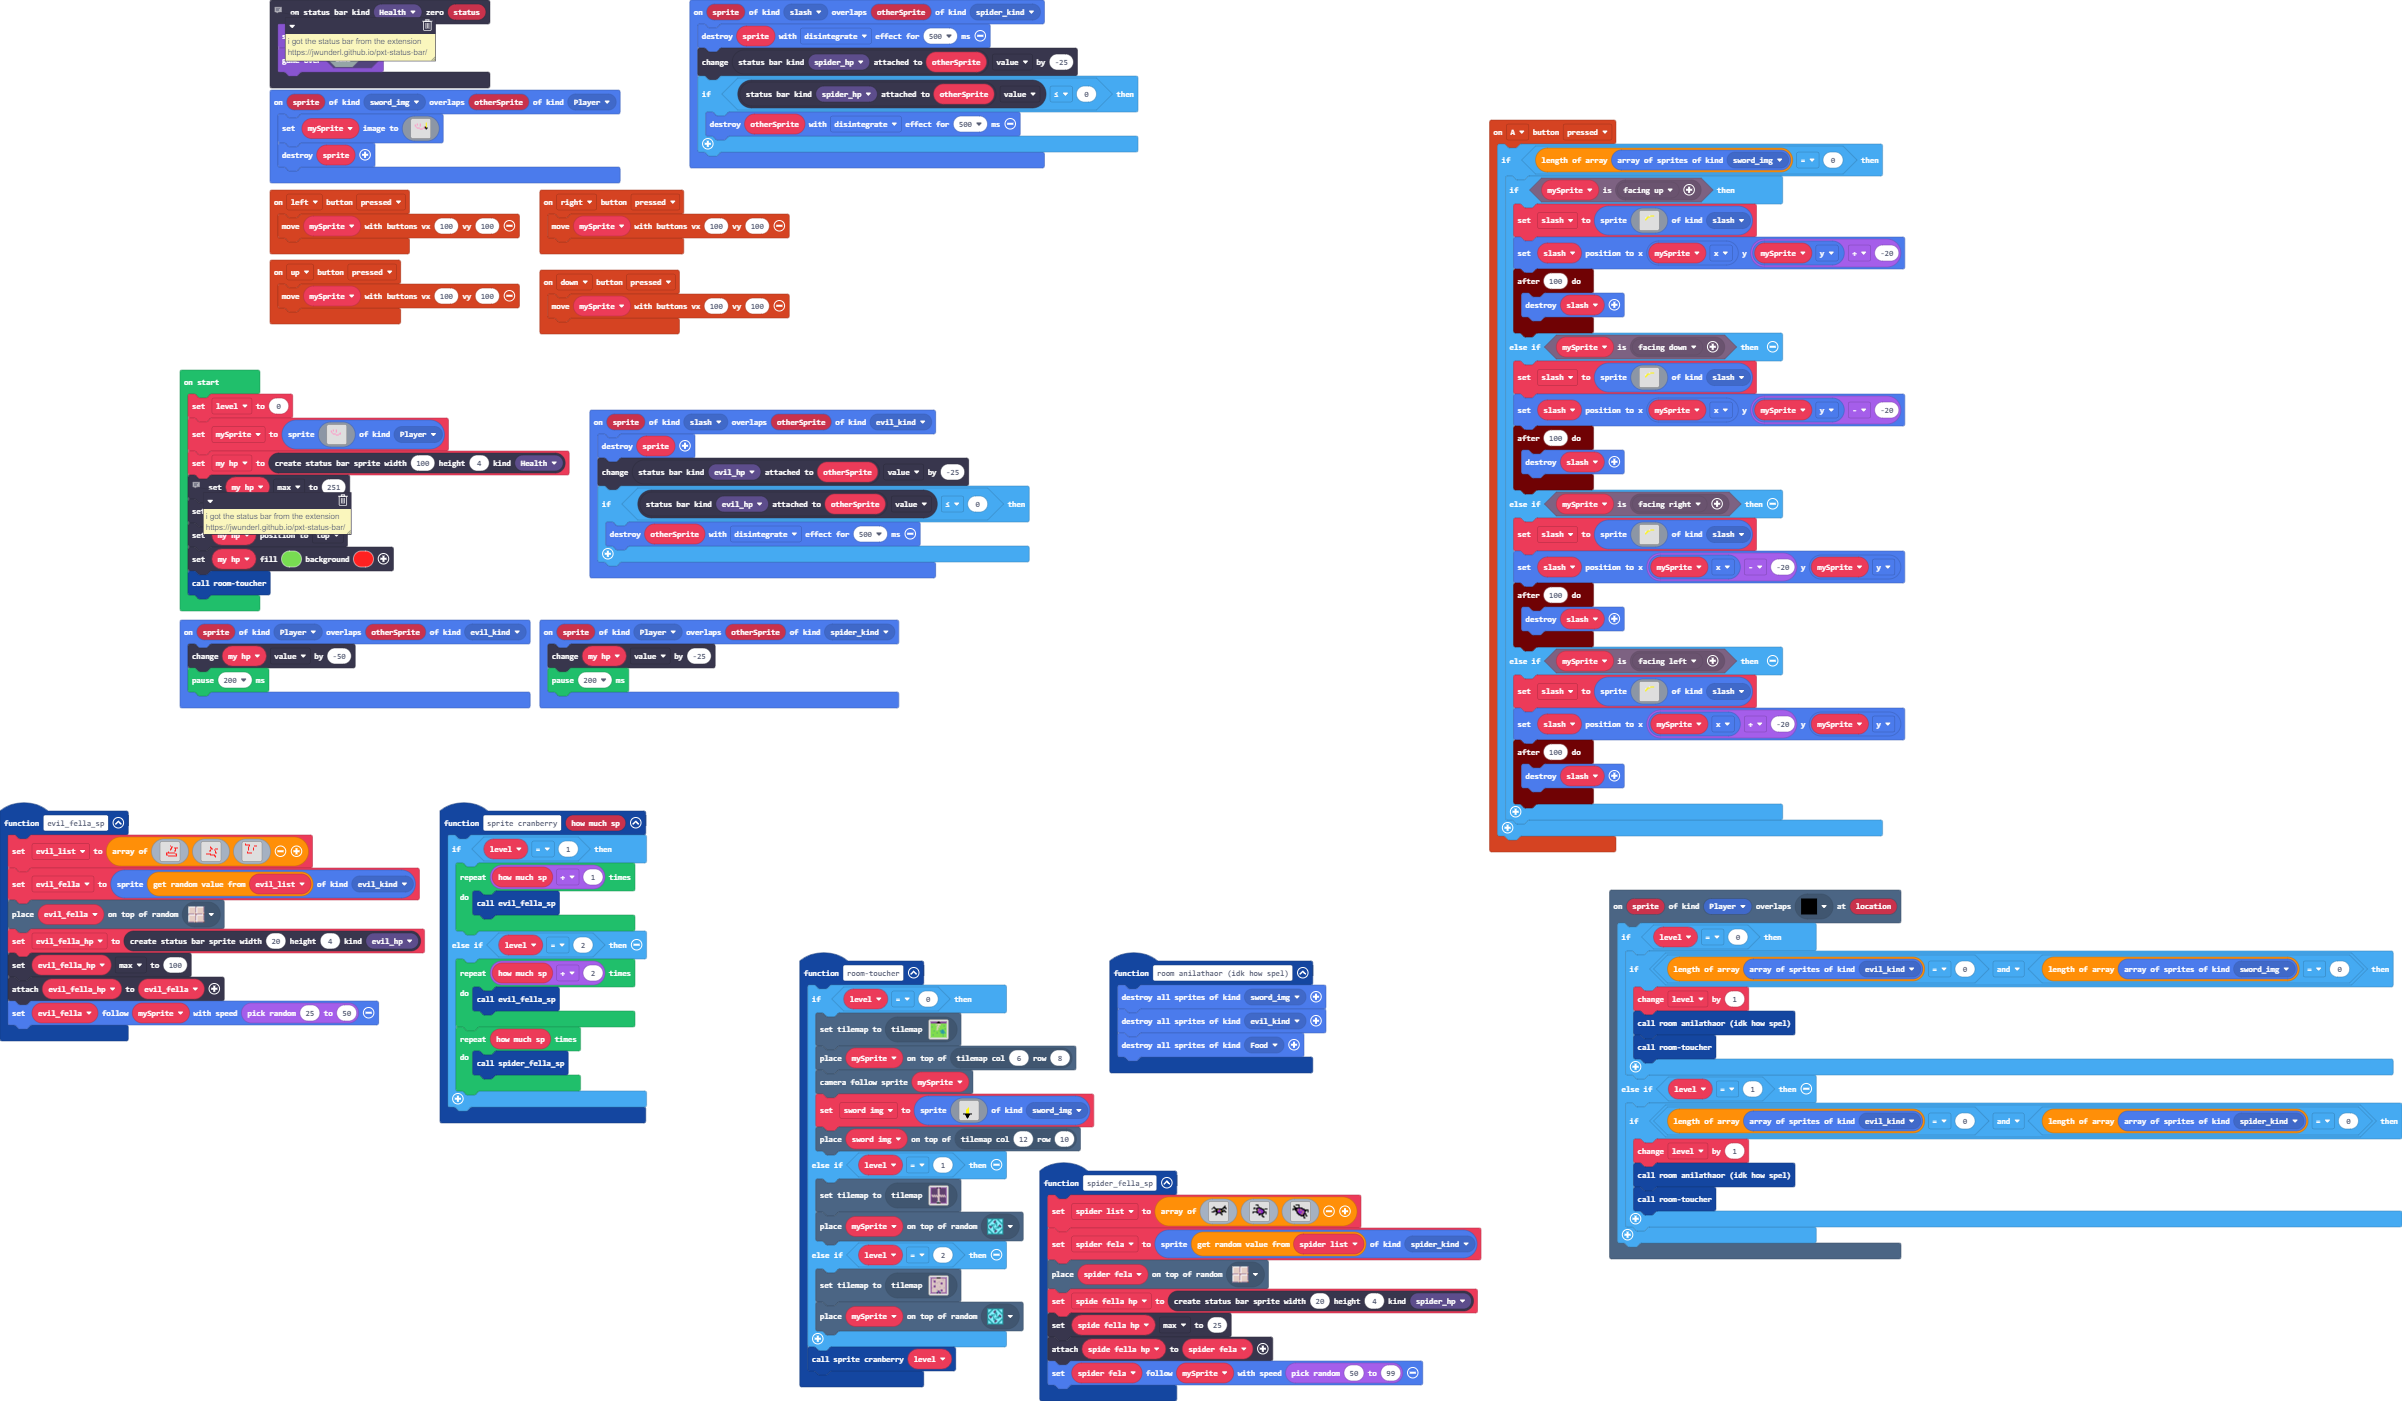 on status bar kind Health zero status
i got the status bar from the extension
https://jwunderl.github.io/pxt-status-bar/
on sprite of kind sword_img overlaps otherSprite of kind Player
set mySprite image to
destroy sprite
on left button pressed
move mySprite with buttons vx 100 vy 100
on right button pressed
move mySprite with buttons vx 100 vy 100
on up button pressed
move mySprite with buttons vx 100 vy 100
on down button pressed
move mySprite with buttons vx 100 vy 100
on sprite of kind slash overlaps otherSprite of kind spider_kind
destroy sprite with disintegrate effect for 500 ms
change status bar kind spider_hp attached to otherSprite value by -25
if status bar kind spider_hp attached to otherSprite value ≤ 0 then
destroy otherSprite with disintegrate effect for 500 ms
on start
set level to 0
set mySprite to sprite of kind Player
set my hp to create status bar sprite width 100 height 4 kind Health
set my hp max to 251
set
i got the status bar from the extension
https://jwunderl.github.io/pxt-status-bar/
set my hp position to top
set my hp fill background
call room-toucher
on sprite of kind slash overlaps otherSprite of kind evil_kind
destroy sprite
change status bar kind evil_hp attached to otherSprite value by -25
if status bar kind evil_hp attached to otherSprite value ≤ 0 then
destroy otherSprite with disintegrate effect for 500 ms
on sprite of kind Player overlaps otherSprite of kind evil_kind
change my hp value by -50
pause 200 ms
on sprite of kind Player overlaps otherSprite of kind spider_kind
change my hp value by -25
pause 200 ms
on A button pressed
if length of array array of sprites of kind sword_img = 0 then
if mySprite is facing up then
set slash to sprite of kind slash
set slash position to x mySprite x y mySprite y + -20
after 100 do
destroy slash
else if mySprite is facing down then
set slash to sprite of kind slash
set slash position to x mySprite x y mySprite y - -20
after 100 do
destroy slash
else if mySprite is facing right then
set slash to sprite of kind slash
set slash position to x mySprite x - -20 y mySprite y
after 100 do
destroy slash
else if mySprite is facing left then
set slash to sprite of kind slash
set slash position to x mySprite x + -20 y mySprite y
after 100 do
destroy slash
function evil_fella_sp
set evil_list to array of
set evil_fella to sprite get random value from evil_list of kind evil_kind
place evil_fella on top of random
set evil_fella_hp to create status bar sprite width 20 height 4 kind evil_hp
set evil_fella_hp max to 100
attach evil_fella_hp to evil_fella
set evil_fella follow mySprite with speed pick random 25 to 50
function sprite cranberry how much sp
if level = 1 then
repeat how much sp + 1 times
do call evil_fella_sp
else if level = 2 then
repeat how much sp + 2 times
do call evil_fella_sp
repeat how much sp times
do call spider_fella_sp
function room-toucher
if level = 0 then
set tilemap to tilemap
place mySprite on top of tilemap col 6 row 8
camera follow sprite mySprite
set sword img to sprite of kind sword_img
place sword img on top of tilemap col 12 row 10
else if level = 1 then
set tilemap to tilemap
place mySprite on top of random
else if level = 2 then
set tilemap to tilemap
place mySprite on top of random
call sprite cranberry level
function room anilathaor (idk how spel)
destroy all sprites of kind sword_img
destroy all sprites of kind evil_kind
destroy all sprites of kind Food
function spider_fella_sp
set spider list to array of
set spider fela to sprite get random value from spider list of kind spider_kind
place spider fela on top of random
set spide fella hp to create status bar sprite width 20 height 4 kind spider_hp
set spide fella hp max to 25
attach spide fella hp to spider fela
set spider fela follow mySprite with speed pick random 50 to 99
on sprite of kind Player overlaps at location
if level = 0 then
if length of array array of sprites of kind evil_kind = 0 and length of array array of sprites of kind sword_img = 0 then
change level by 1
call room anilathaor (idk how spel)
call room-toucher
else if level = 1 then
if length of array array of sprites of kind evil_kind = 0 and length of array array of sprites of kind spider_kind = 0 then
change level by 1
call room anilathaor (idk how spel)
call room-toucher